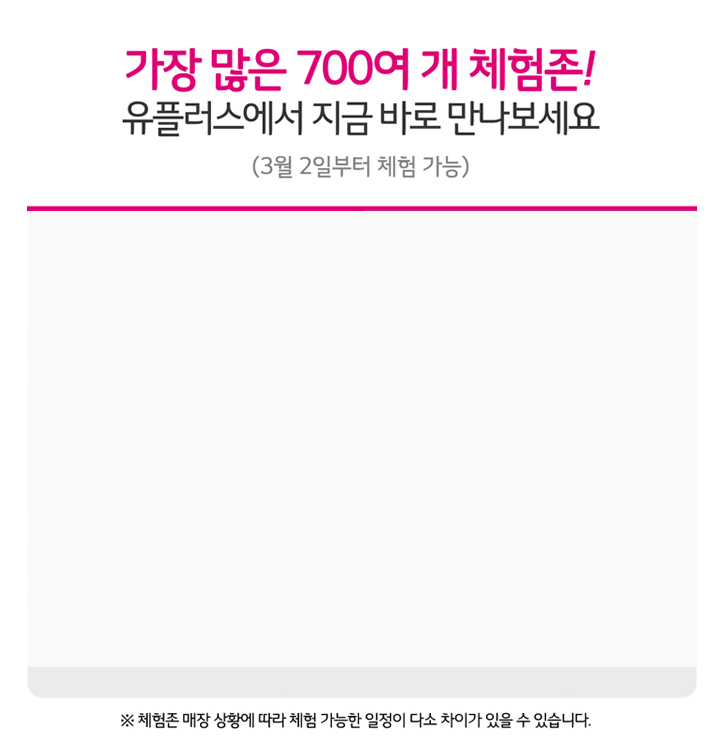 가장 많은 700여 개 체험존!
유플러스에서 지금 바로 만나보세요
(3월 2일부터 체험 가능)
※ 체험존 매장 상황에 따라 체험 가능한 일정이 다소 차이가 있을 수 있습니다.